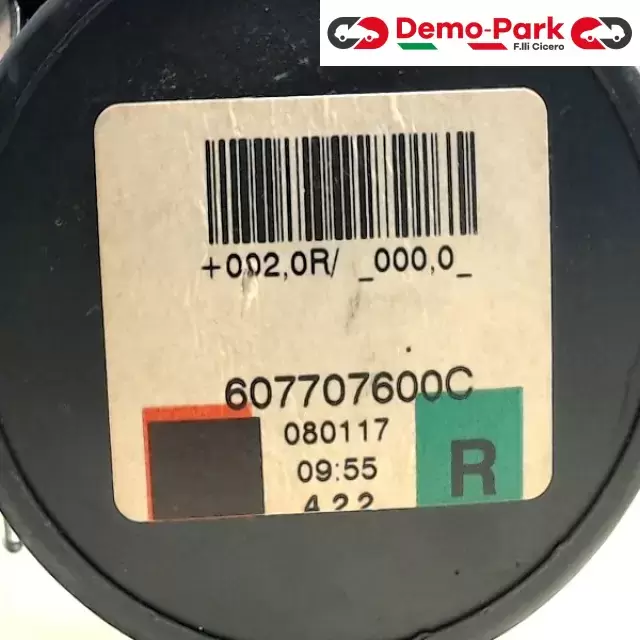 Demo-Park
F.lli Cicero
+002,0R/ _000,0_
607707600C
080117
09:55
4.2.2
R